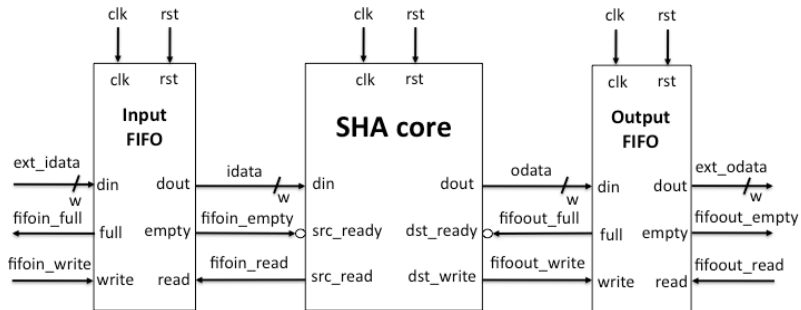 clk rst clk rst clk rst
clk rst clk rst clk rst
Input
FIFO
SHA core
Output
FIFO
ext_idata idata odata ext_odata
din dout din dout din dout
w w w w
fifoin_full fifoin_empty fifoout_full fifoout_empty
full empty src_ready dst_ready full empty
fifoin_write fifoin_read fifoout_write fifoout_read
write read src_read dst_write write read